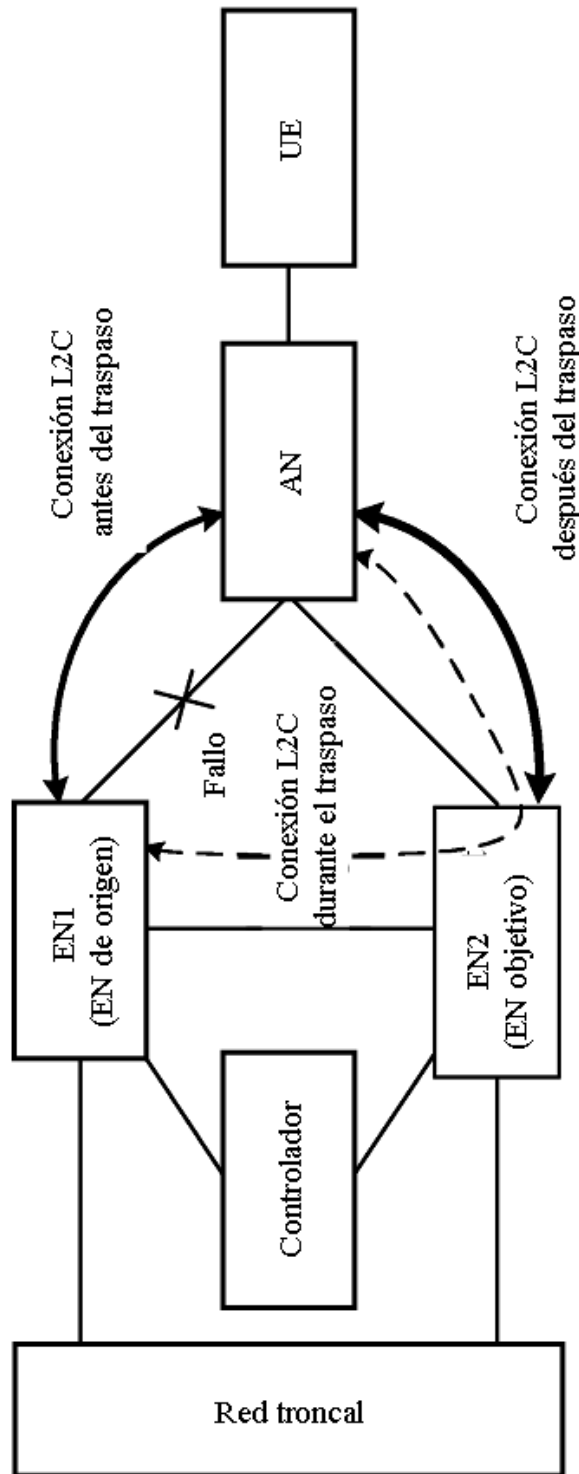 Conexión L2C
antes del traspaso
EN1
(EN de origen)
Fallo
Red troncal
Controlador
Conexión L2C
durante el traspaso
AN
UE
EN2
(EN objetivo)
Conexión L2C
después del traspaso